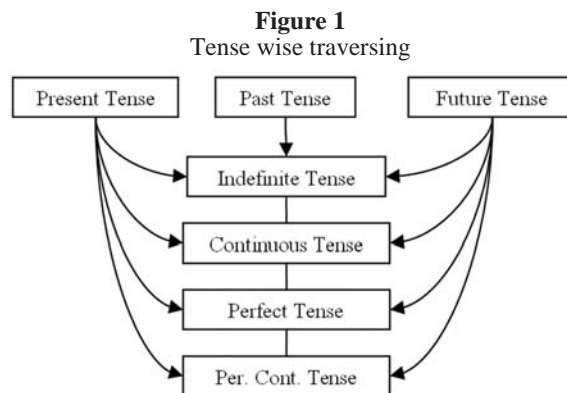 Figure 1
Tense wise traversing
Present Tense
Past Tense
Future Tense
Indefinite Tense
Continuous Tense
Perfect Tense
Per. Cont. Tense